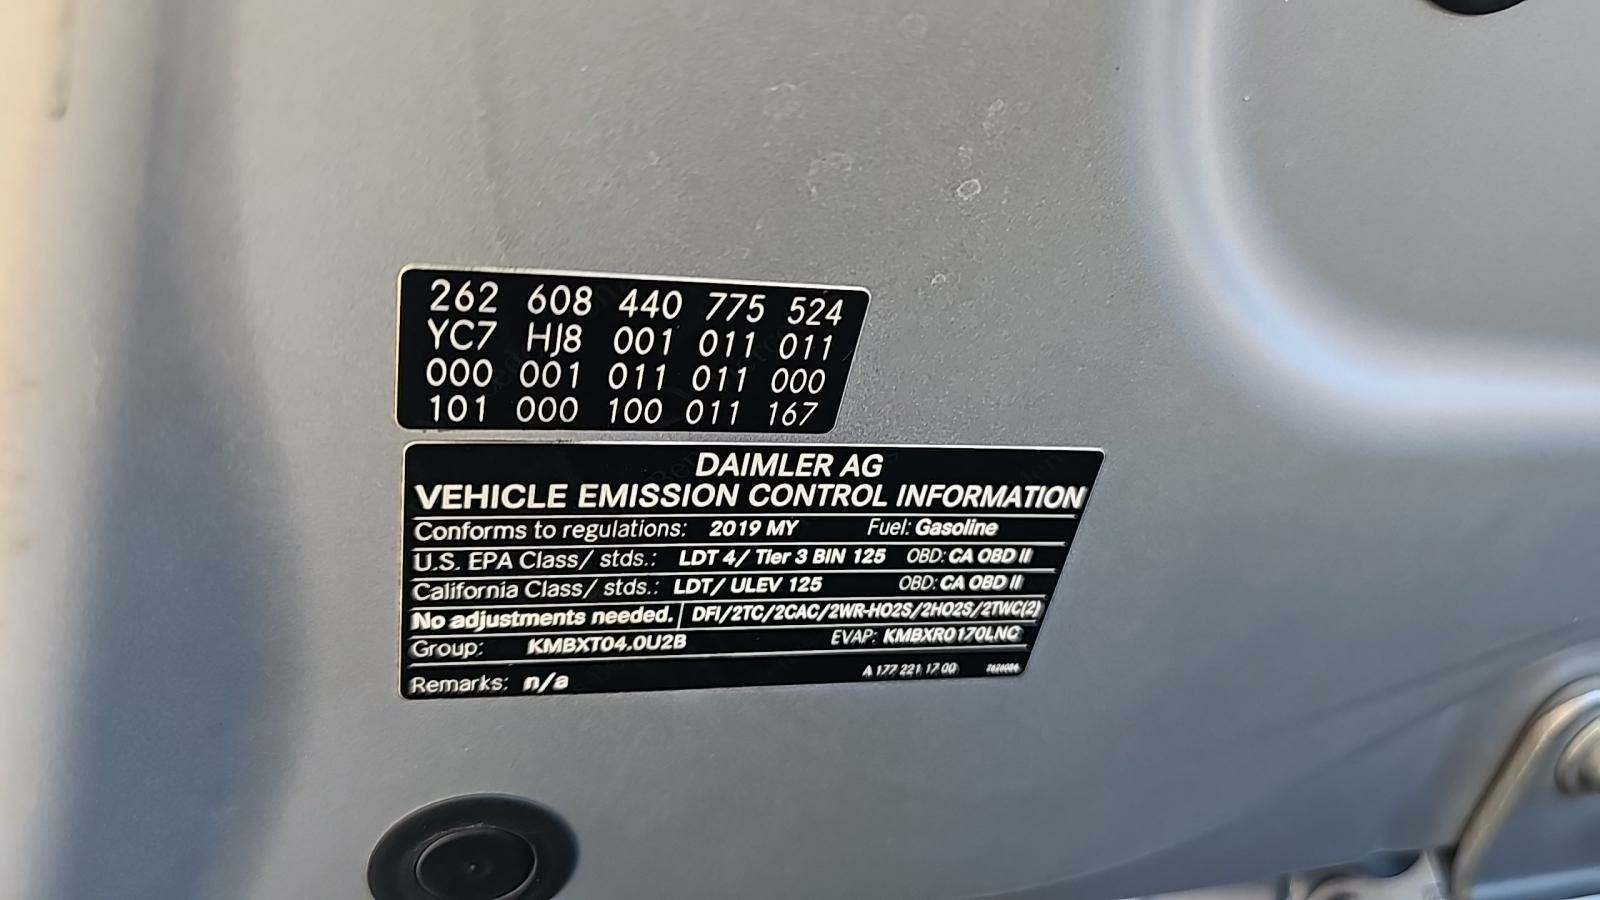 262 608 440 775 524
YC7 HJ8 001 011 011
000 001 011 011 000
101 000 100 011 167
DAIMLER AG
VEHICLE EMISSION CONTROL INFORMATION
Conforms to regulations: 2019 MY Fuel: Gasoline
U.S. EPA Class/ stds.: LDT 4/ Tier 3 BIN 125 OBD: CA OBD II
California Class/ stds.: LDT/ ULEV 125 OBD: CA OBD II
No adjustments needed. DFI/2TC/2CAC/2WR-HO2S/2HO2S/2TWC(2)
Group: KMBXT04.0U2B EVAP: KMBXR0170LNC
Remarks: n/a A 177 221 17 00